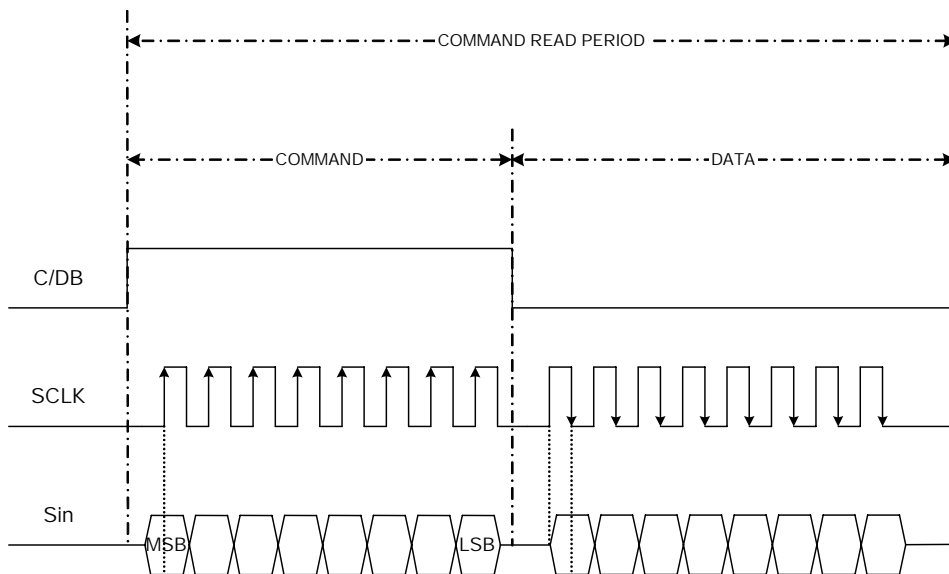 COMMAND READ PERIOD
COMMAND
DATA
C/DB
SCLK
Sin
MSB
LSB